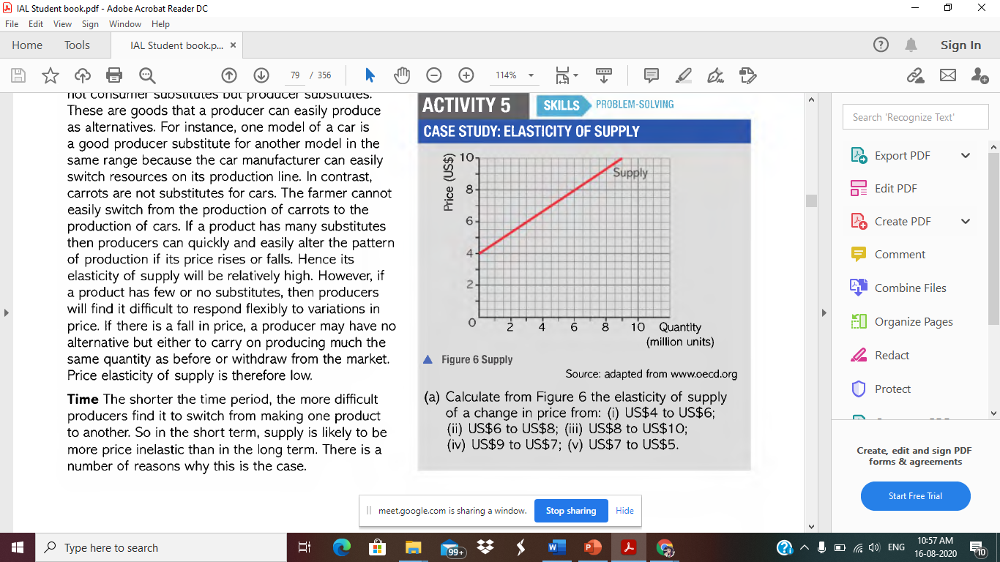 IAL Student book.pdf - Adobe Acrobat Reader DC
File Edit View Sign Window Help
Home Tools IAL Student book.p... ×
? Sign In
79 / 356 114%
not consumer substitutes but producer substitutes.
These are goods that a producer can easily produce
as alternatives. For instance, one model of a car is
a good producer substitute for another model in the
same range because the car manufacturer can easily
switch resources on its production line. In contrast,
carrots are not substitutes for cars. The farmer cannot
easily switch from the production of carrots to the
production of cars. If a product has many substitutes
then producers can quickly and easily alter the pattern
of production if its price rises or falls. Hence its
elasticity of supply will be relatively high. However, if
a product has few or no substitutes, then producers
will find it difficult to respond flexibly to variations in
price. If there is a fall in price, a producer may have no
alternative but either to carry on producing much the
same quantity as before or withdraw from the market.
Price elasticity of supply is therefore low.
Time The shorter the time period, the more difficult
producers find it to switch from making one product
to another. So in the short term, supply is likely to be
more price inelastic than in the long term. There is a
number of reasons why this is the case.
ACTIVITY 5 SKILLS PROBLEM-SOLVING
CASE STUDY: ELASTICITY OF SUPPLY
Price (US$)
10
8
6
4
2
0
Supply
2 4 6 8 10 Quantity
(million units)
Figure 6 Supply
Source: adapted from www.oecd.org
(a) Calculate from Figure 6 the elasticity of supply
of a change in price from: (i) US$4 to US$6;
(ii) US$6 to US$8; (iii) US$8 to US$10;
(iv) US$9 to US$7; (v) US$7 to US$5.
Search 'Recognize Text'
Export PDF
Edit PDF
Create PDF
Comment
Combine Files
Organize Pages
Redact
Protect
Create, edit and sign PDF
forms & agreements
Start Free Trial
meet.google.com is sharing a window. Stop sharing Hide
Type here to search
99+
ENG
10:57 AM
16-08-2020
10